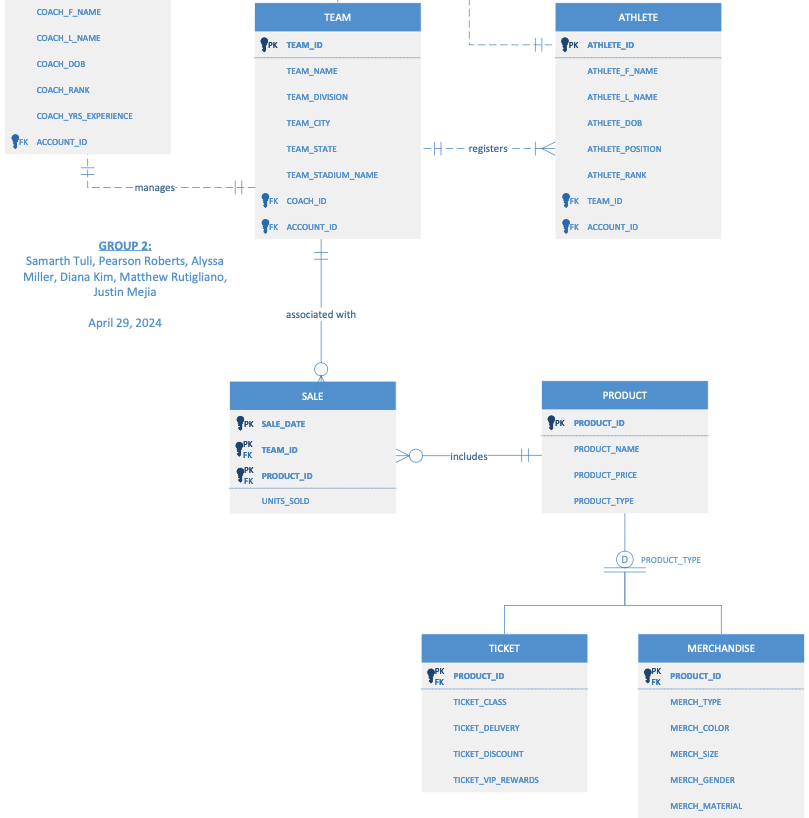 COACH_F_NAME
COACH_L_NAME
COACH_DOB
COACH_RANK
COACH_YRS_EXPERIENCE
FK ACCOUNT_ID
TEAM
PK TEAM_ID
TEAM_NAME
TEAM_DIVISION
TEAM_CITY
TEAM_STATE
TEAM_STADIUM_NAME
FK COACH_ID
FK ACCOUNT_ID
ATHLETE
PK ATHLETE_ID
ATHLETE_F_NAME
ATHLETE_L_NAME
ATHLETE_DOB
ATHLETE_POSITION
ATHLETE_RANK
FK TEAM_ID
FK ACCOUNT_ID
registers
manages
GROUP 2:
Samarth Tuli, Pearson Roberts, Alyssa
Miller, Diana Kim, Matthew Rutigliano,
Justin Mejia
April 29, 2024
associated with
SALE
PK SALE_DATE
PK
FK TEAM_ID
PK
FK PRODUCT_ID
UNITS_SOLD
includes
PRODUCT
PK PRODUCT_ID
PRODUCT_NAME
PRODUCT_PRICE
PRODUCT_TYPE
D PRODUCT_TYPE
TICKET
PK
FK PRODUCT_ID
TICKET_CLASS
TICKET_DELIVERY
TICKET_DISCOUNT
TICKET_VIP_REWARDS
MERCHANDISE
PK
FK PRODUCT_ID
MERCH_TYPE
MERCH_COLOR
MERCH_SIZE
MERCH_GENDER
MERCH_MATERIAL